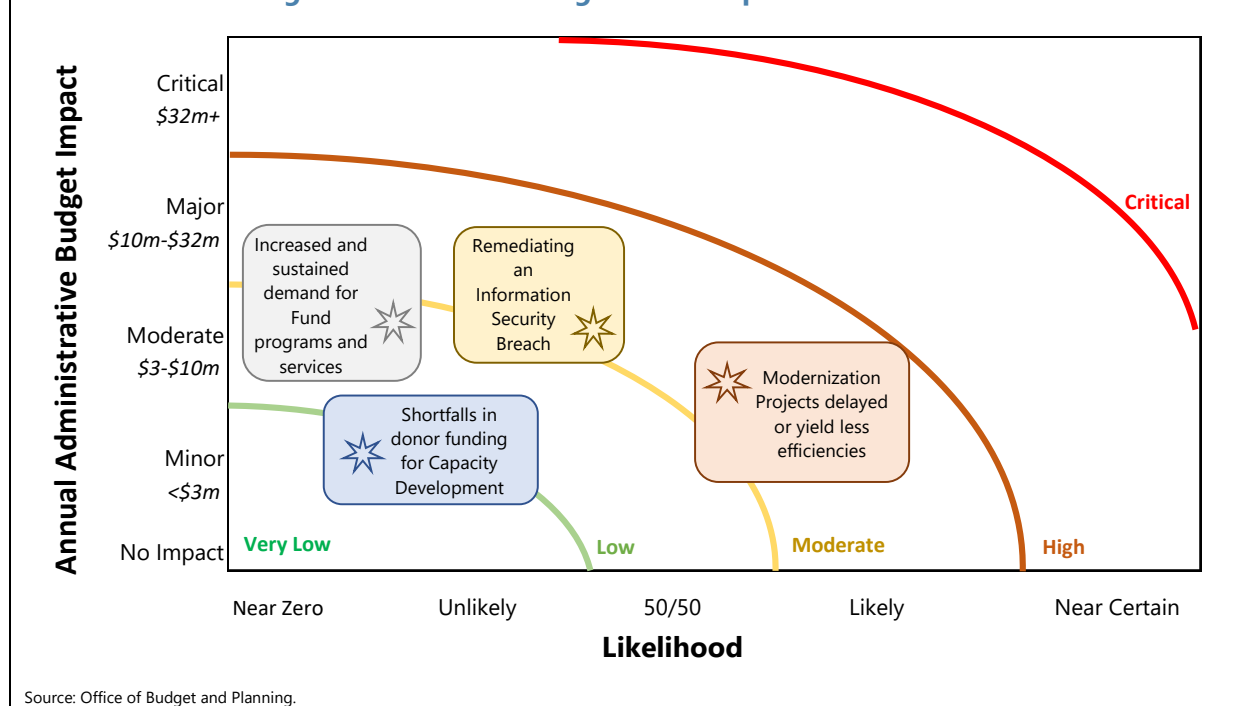 Annual Administrative Budget Impact
Critical
$32m+
Major
$10m-$32m
Moderate
$3-$10m
Minor
<$3m
No Impact
Increased and
sustained
demand for
Fund
programs and
services
Remediating
an
Information
Security
Breach
Modernization
Projects delayed
or yield less
efficiencies
Shortfalls in
donor funding
for Capacity
Development
Critical
Very Low
Low
Moderate
High
Near Zero
Unlikely
50/50
Likely
Near Certain
Likelihood
Source: Office of Budget and Planning.